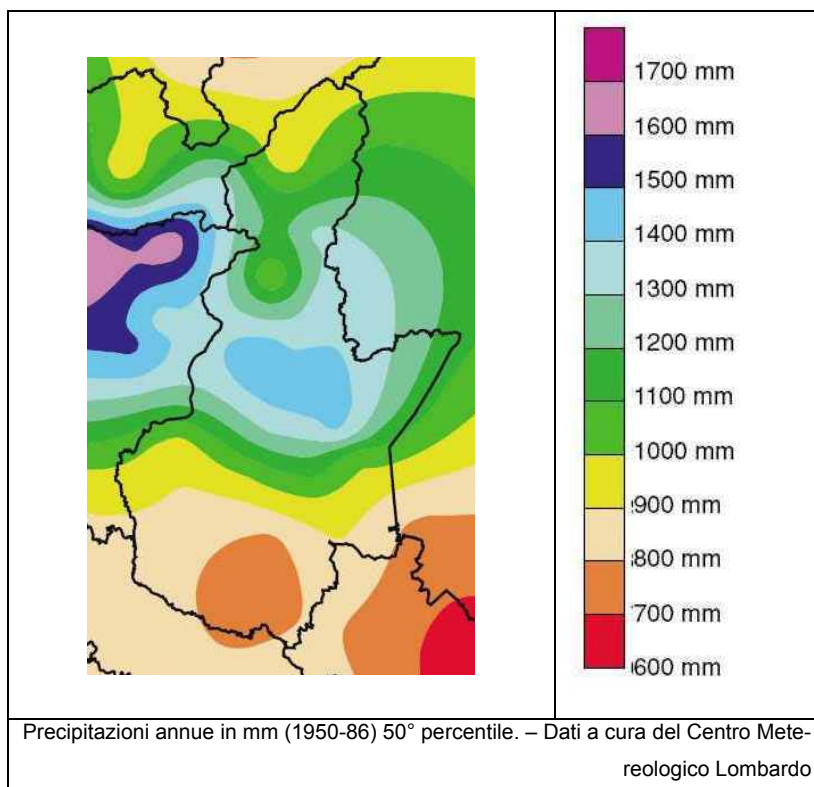 1700 mm
1600 mm
1500 mm
1400 mm
1300 mm
1200 mm
1100 mm
1000 mm
900 mm
800 mm
700 mm
600 mm
Precipitazioni annue in mm (1950-86) 50° percentile. – Dati a cura del Centro Mete-
reologico Lombardo